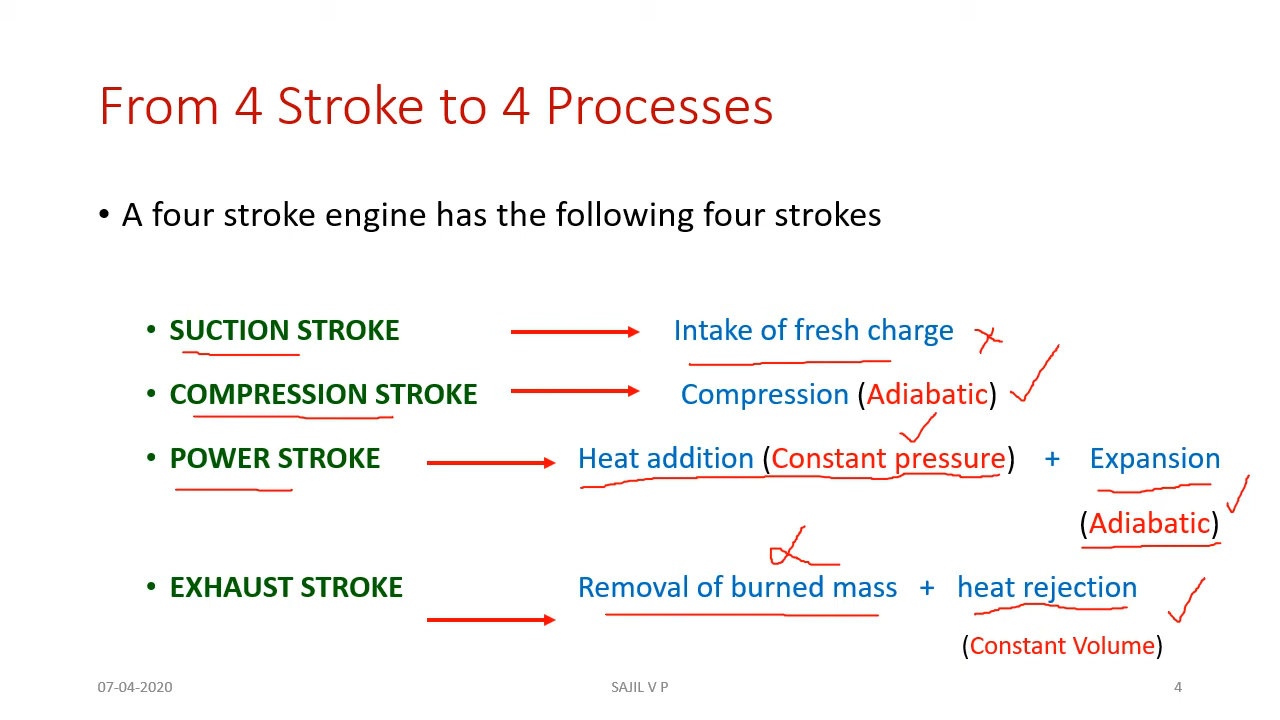 From 4 Stroke to 4 Processes
• A four stroke engine has the following four strokes
• SUCTION STROKE Intake of fresh charge
• COMPRESSION STROKE Compression (Adiabatic)
• POWER STROKE Heat addition (Constant pressure) + Expansion
(Adiabatic)
• EXHAUST STROKE Removal of burned mass + heat rejection
(Constant Volume)
07-04-2020 SAJIL V P 4